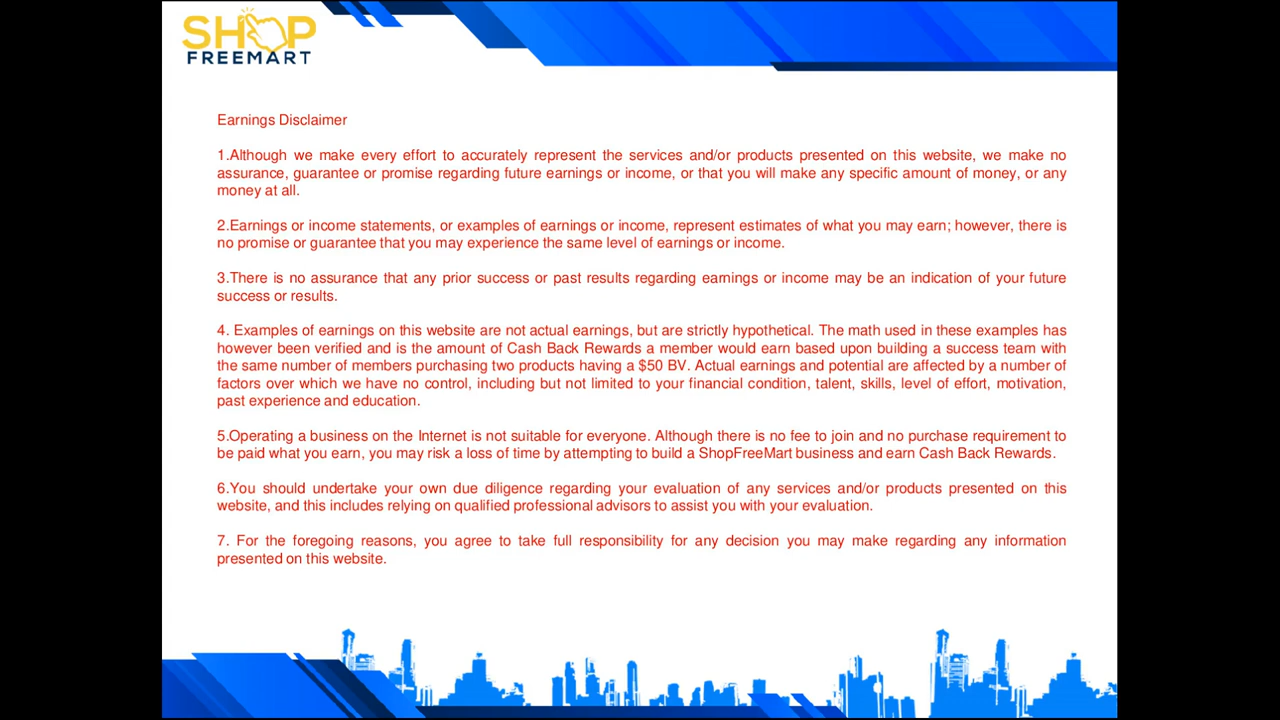 SHOP
FREEMART
Earnings Disclaimer
1.Although we make every effort to accurately represent the services and/or products presented on this website, we make no
assurance, guarantee or promise regarding future earnings or income, or that you will make any specific amount of money, or any
money at all.
2.Earnings or income statements, or examples of earnings or income, represent estimates of what you may earn; however, there is
no promise or guarantee that you may experience the same level of earnings or income.
3.There is no assurance that any prior success or past results regarding earnings or income may be an indication of your future
success or results.
4. Examples of earnings on this website are not actual earnings, but are strictly hypothetical. The math used in these examples has
however been verified and is the amount of Cash Back Rewards a member would earn based upon building a success team with
the same number of members purchasing two products having a $50 BV. Actual earnings and potential are affected by a number of
factors over which we have no control, including but not limited to your financial condition, talent, skills, level of effort, motivation,
past experience and education.
5.Operating a business on the Internet is not suitable for everyone. Although there is no fee to join and no purchase requirement to
be paid what you earn, you may risk a loss of time by attempting to build a ShopFreeMart business and earn Cash Back Rewards.
6.You should undertake your own due diligence regarding your evaluation of any services and/or products presented on this
website, and this includes relying on qualified professional advisors to assist you with your evaluation.
7. For the foregoing reasons, you agree to take full responsibility for any decision you may make regarding any information
presented on this website.